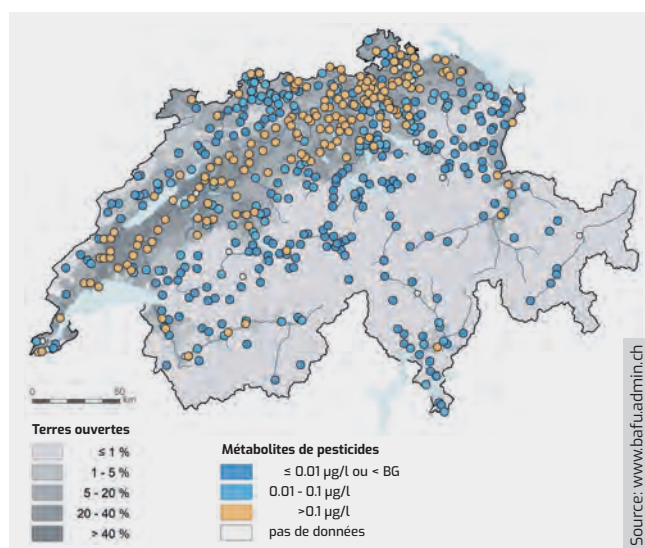 0 50
km
Terres ouvertes
≤ 1 %
1 - 5 %
5 - 20 %
20 - 40 %
> 40 %
Métabolites de pesticides
≤ 0.01 µg/l ou < BG
0.01 - 0.1 µg/l
>0.1 µg/l
pas de données
Source: www.bafu.admin.ch